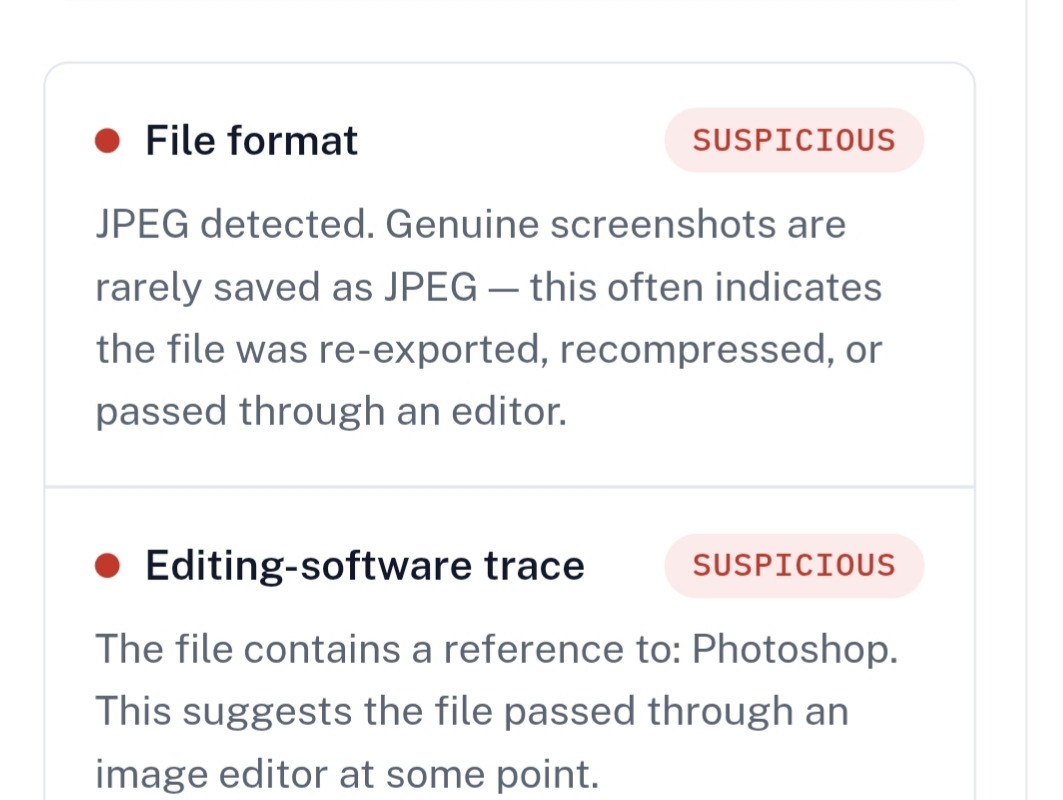 File format
SUSPICIOUS
JPEG detected. Genuine screenshots are
rarely saved as JPEG — this often indicates
the file was re-exported, recompressed, or
passed through an editor.
Editing-software trace
SUSPICIOUS
The file contains a reference to: Photoshop.
This suggests the file passed through an
image editor at some point.